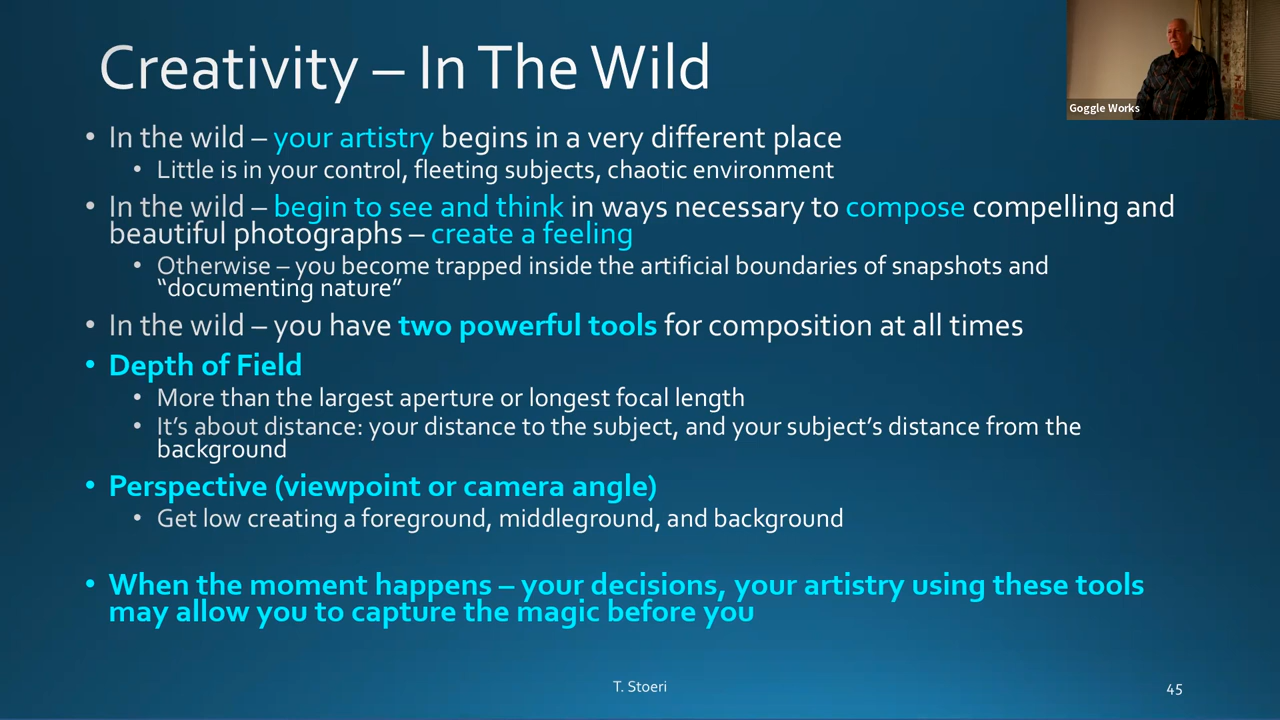 Creativity – In The Wild
Goggle Works
• In the wild – your artistry begins in a very different place
• Little is in your control, fleeting subjects, chaotic environment
• In the wild – begin to see and think in ways necessary to compose compelling and
beautiful photographs – create a feeling
• Otherwise – you become trapped inside the artificial boundaries of snapshots and
“documenting nature”
• In the wild – you have two powerful tools for composition at all times
• Depth of Field
• More than the largest aperture or longest focal length
• It’s about distance: your distance to the subject, and your subject’s distance from the
background
• Perspective (viewpoint or camera angle)
• Get low creating a foreground, middleground, and background
• When the moment happens – your decisions, your artistry using these tools
may allow you to capture the magic before you
T. Stoeri
45